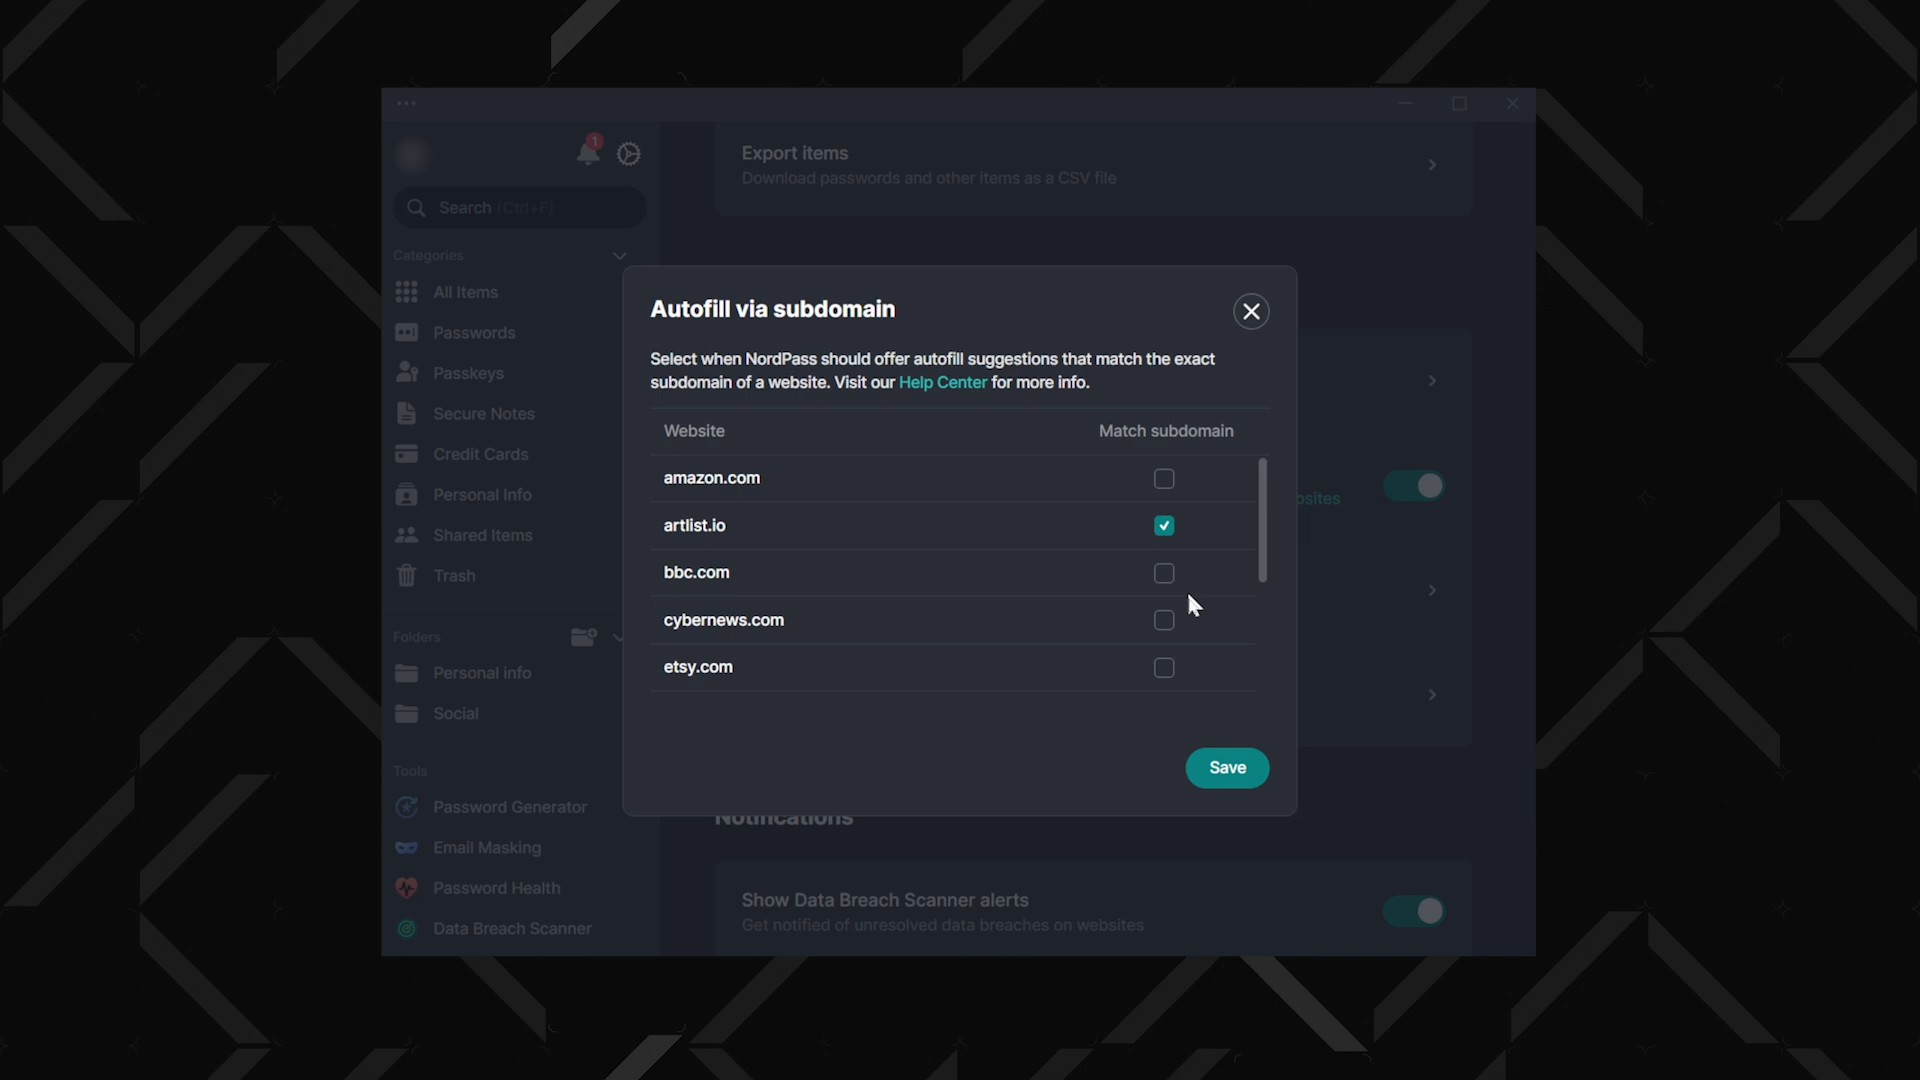 1
Search (Ctrl+F)
Categories
All Items
Passwords
Passkeys
Secure Notes
Credit Cards
Personal Info
Shared Items
Trash
Folders
Personal info
Social
Tools
Password Generator
Email Masking
Password Health
Data Breach Scanner
Export items
Download passwords and other items as a CSV file
Autofill via subdomain
Select when NordPass should offer autofill suggestions that match the exact
subdomain of a website. Visit our Help Center for more info.
Website Match subdomain
amazon.com
artlist.io
bbc.com
cybernews.com
etsy.com
Save
Notifications
Show Data Breach Scanner alerts
Get notified of unresolved data breaches on websites